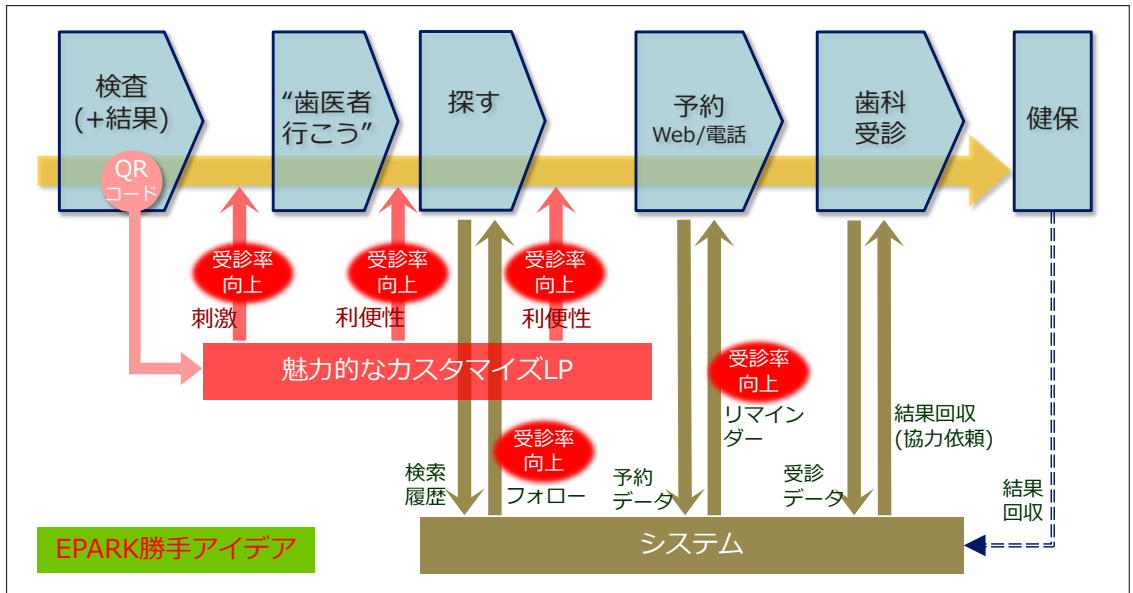 検査
(+結果)
“歯医者
行こう”
探す
予約
Web/電話
歯科
受診
健保
QR
コード
受診率
向上
受診率
向上
受診率
向上
刺激
利便性
利便性
魅力的なカスタマイズLP
受診率
向上
リマイン
ダー
結果回収
(協力依頼)
受診率
向上
検索
履歴
フォロー
予約
データ
受診
データ
結果
回収
システム
EPARK勝手アイデア